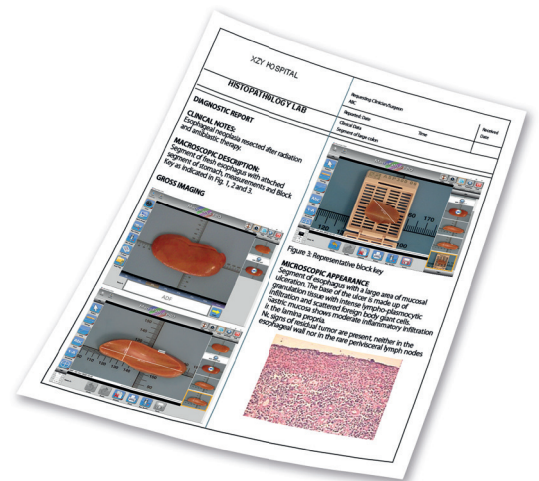 XZY HOSPITAL
HISTOPATHOLOGY LAB
Requesting Clinician/Surgeon
ABC
Reported: Date
Clinical Data
Time
Received
Date
Segment of large colon
DIAGNOSTIC REPORT
CLINICAL NOTES:
Esophageal neoplasia resected after radiation
and antiblastic therapy.
MACROSCOPIC DESCRIPTION:
Segment of fresh esophagus with attached
segment of stomach, measurements and Block
Key as indicated in Fig. 1, 2 and 3.
GROSS IMAGING
Figure 3: Representative block key
MICROSCOPIC APPEARANCE
Segment of esophagus with a large area of mucosal
ulceration. The base of the ulcer is made up of
granulation tissue with intense lympho-plasmocytic
infiltration and scattered foreign body giant cells.
Gastric mucosa shows moderate inflammatory infiltration
in the lamina propria.
signs of residual tumor are present, neither in the
esophageal wall nor in the rare perivisceral lymph nodes